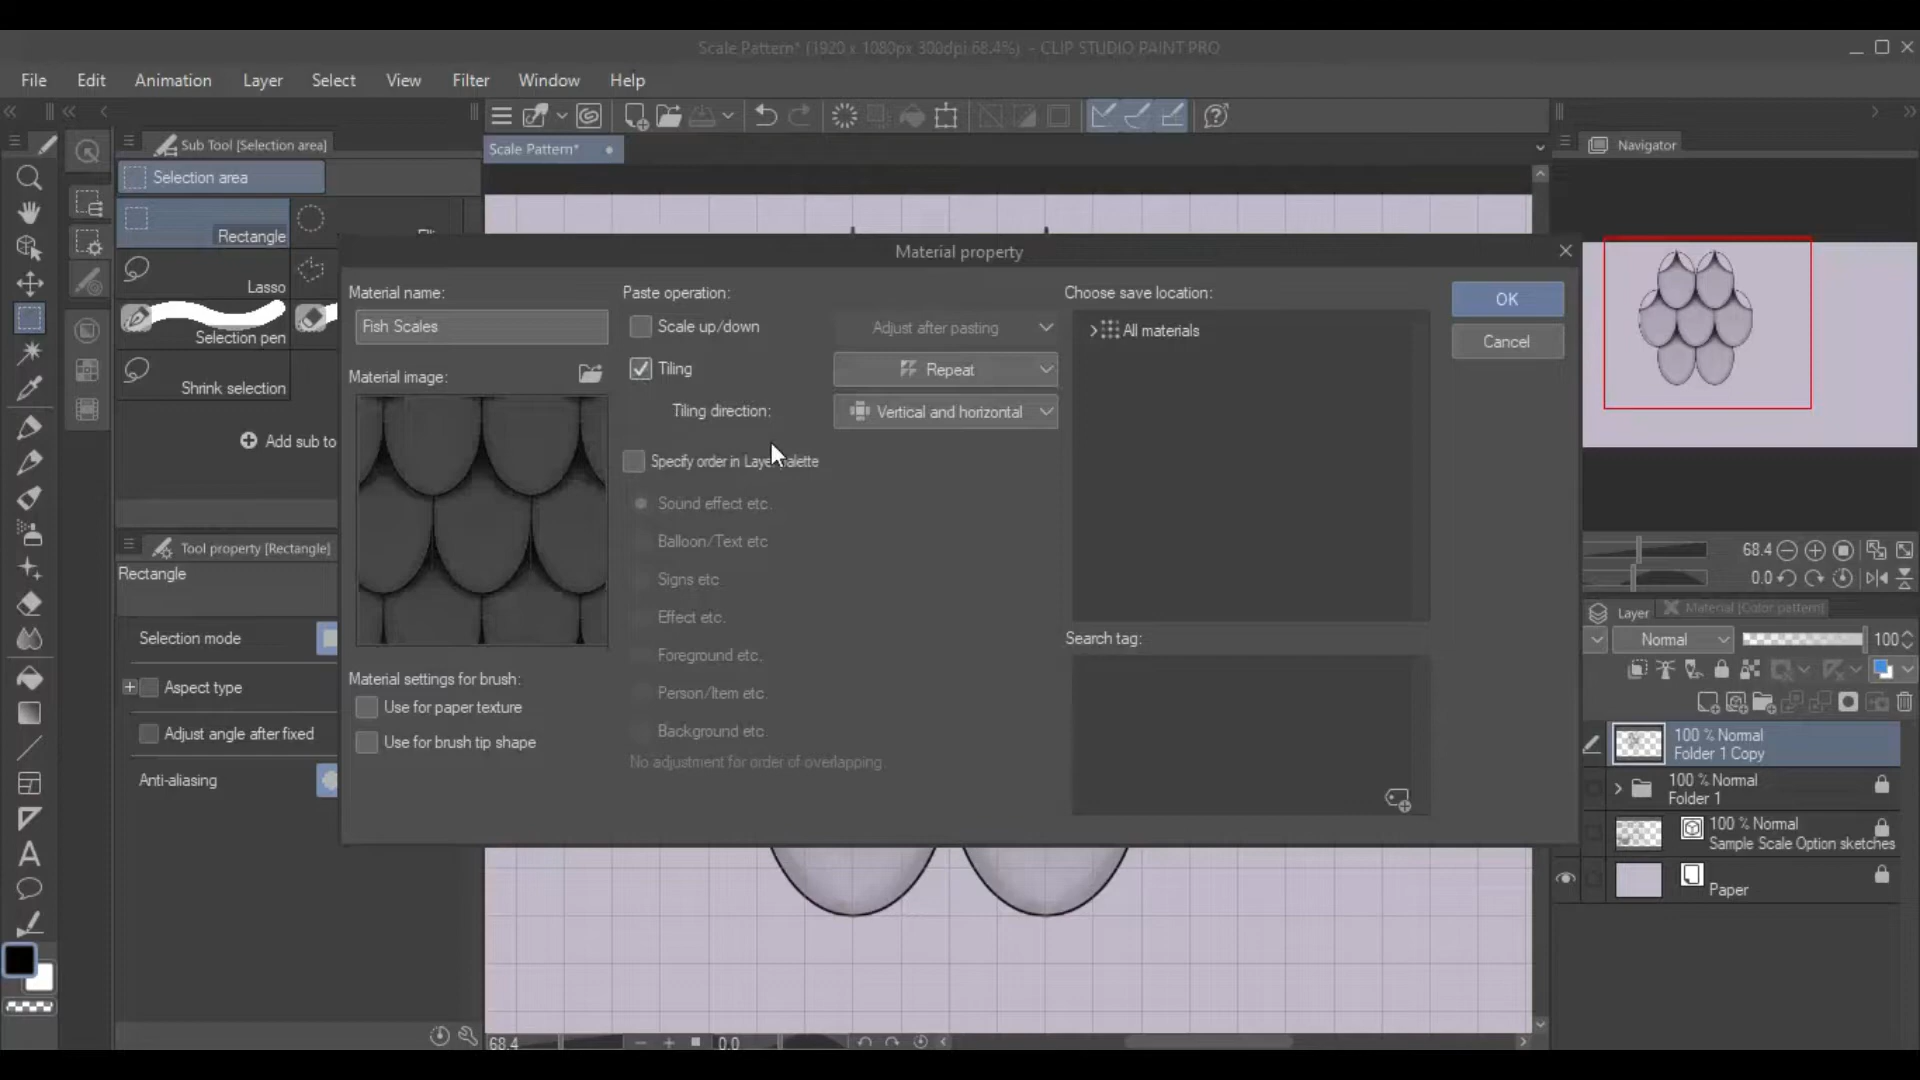 Scale Pattern* (1920 x 1080px 300dpi 68.4%) - CLIP STUDIO PAINT PRO
File Edit Animation Layer Select View Filter Window Help
Sub Tool [Selection area]
Selection area
Rectangle
Lasso
Selection pen
Shrink selection
Add sub to
Tool property [Rectangle]
Rectangle
Selection mode
Aspect type
Adjust angle after fixed
Anti-aliasing
Scale Pattern*
Material property
Material name:
Fish Scales
Material image:
Material settings for brush:
Use for paper texture
Use for brush tip shape
Paste operation:
Scale up/down
Adjust after pasting
Tiling
Repeat
Tiling direction:
Vertical and horizontal
Specify order in Layer palette
Sound effect etc.
Balloon/Text etc
Signs etc.
Effect etc.
Foreground etc.
Person/Item etc.
Background etc.
No adjustment for order of overlapping
Choose save location:
All materials
Search tag:
OK
Cancel
68.4
0.0
Navigator
68.4
0.0
Layer
Material [Color pattern]
Normal
100
100 % Normal
Folder 1 Copy
100 % Normal
Folder 1
100 % Normal
Sample Scale Option sketches
Paper